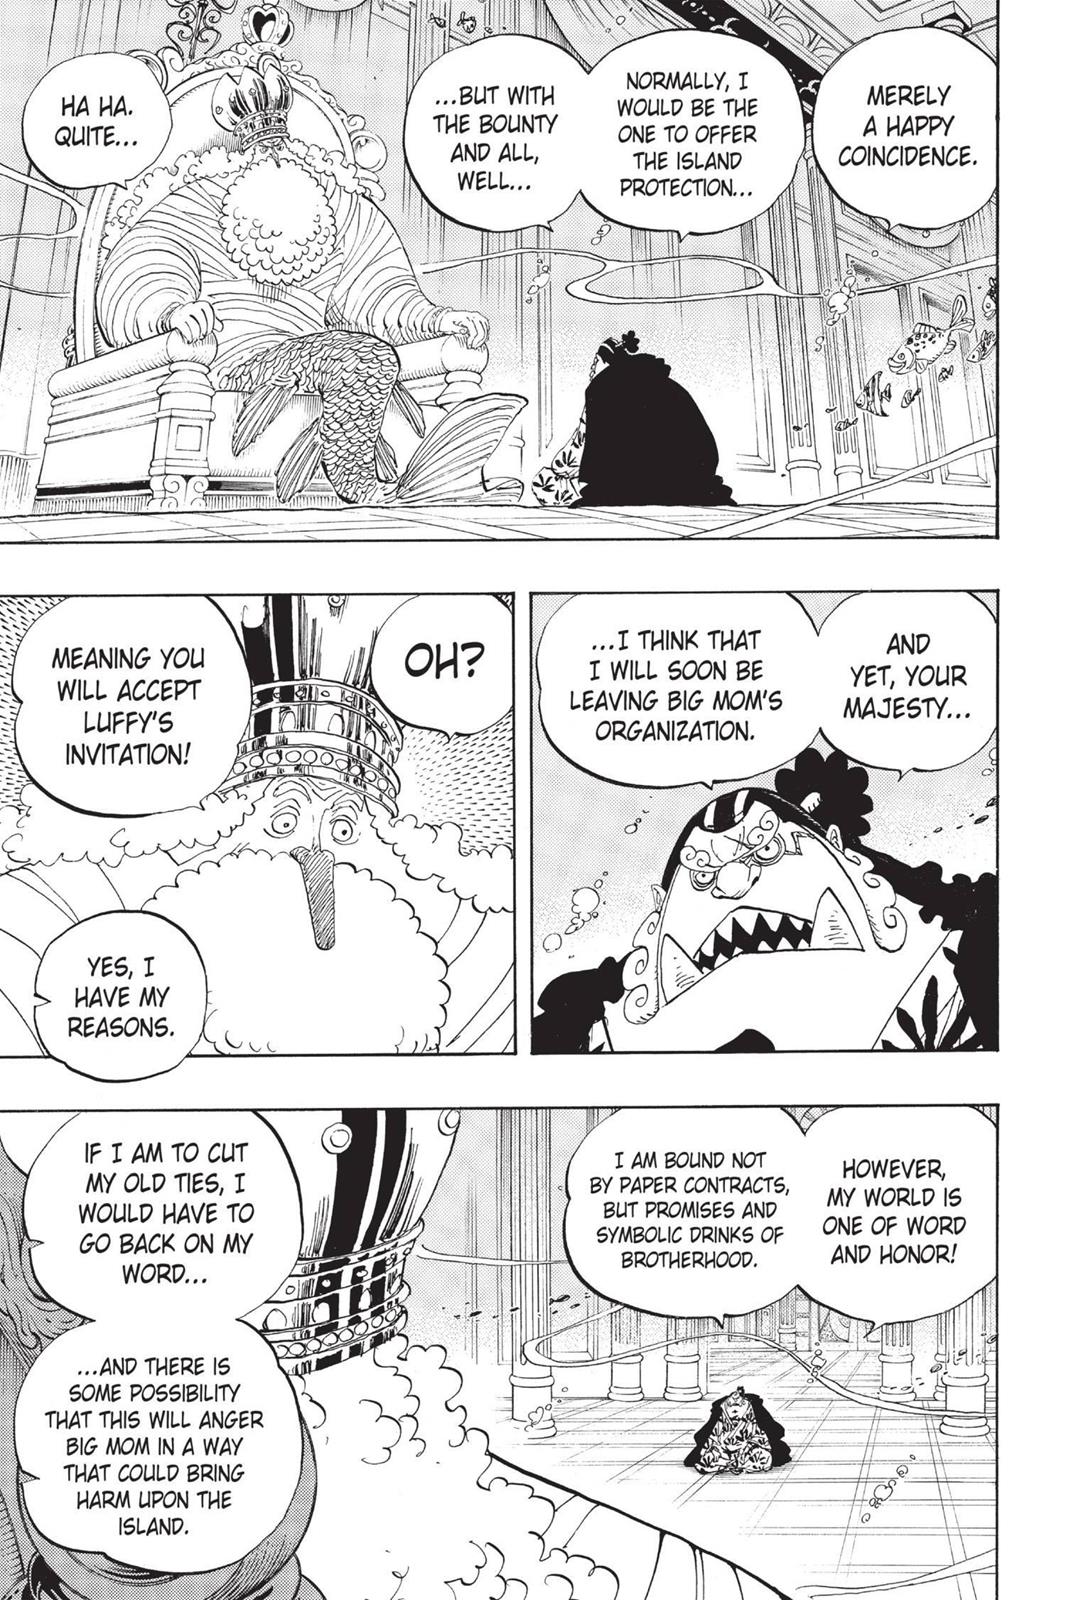 MERELY
A HAPPY
COINCIDENCE.
NORMALLY, I
WOULD BE THE
ONE TO OFFER
THE ISLAND
PROTECTION...
...BUT WITH
THE BOUNTY
AND ALL,
WELL...
HA HA.
QUITE...
AND
YET, YOUR
MAJESTY...
...I THINK THAT
I WILL SOON BE
LEAVING BIG MOM'S
ORGANIZATION.
OH?
MEANING YOU
WILL ACCEPT
LUFFY'S
INVITATION!
YES, I
HAVE MY
REASONS.
HOWEVER,
MY WORLD IS
ONE OF WORD
AND HONOR!
I AM BOUND NOT
BY PAPER CONTRACTS,
BUT PROMISES AND
SYMBOLIC DRINKS OF
BROTHERHOOD.
IF I AM TO CUT
MY OLD TIES, I
WOULD HAVE TO
GO BACK ON MY
WORD...
...AND THERE IS
SOME POSSIBILITY
THAT THIS WILL ANGER
BIG MOM IN A WAY
THAT COULD BRING
HARM UPON THE
ISLAND.